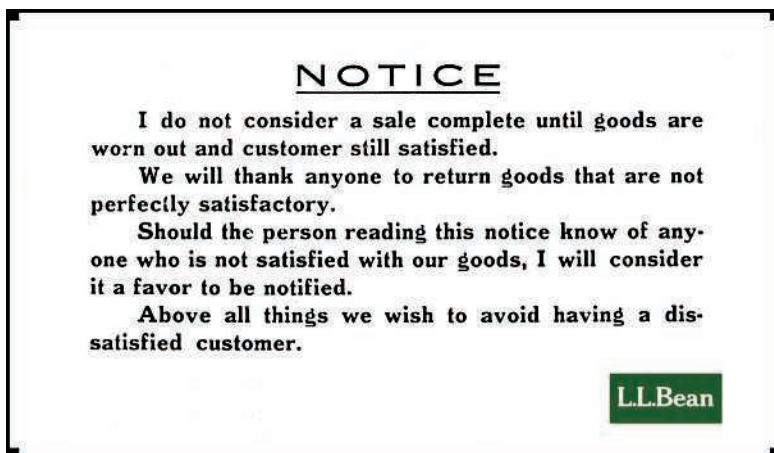 NOTICE
I do not consider a sale complete until goods are
worn out and customer still satisfied.
We will thank anyone to return goods that are not
perfectly satisfactory.
Should the person reading this notice know of any-
one who is not satisfied with our goods, I will consider
it a favor to be notified.
Above all things we wish to avoid having a dis-
satisfied customer.
L.L.Bean